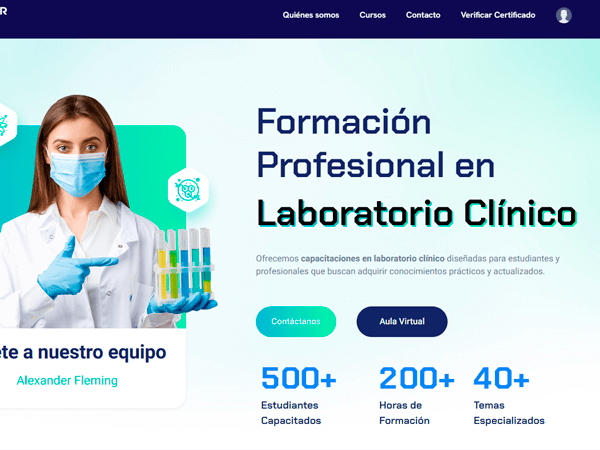 Quiénes somos Cursos Contacto Verificar Certificado
Formación
Profesional en
Laboratorio Clínico
Ofrecemos capacitaciones en laboratorio clínico diseñadas para estudiantes y
profesionales que buscan adquirir conocimientos prácticos y actualizados.
Contáctanos Aula Virtual
a nuestro equipo
Alexander Fleming
500+ 200+ 40+
Estudiantes Horas de Temas
Capacitados Formación Especializados